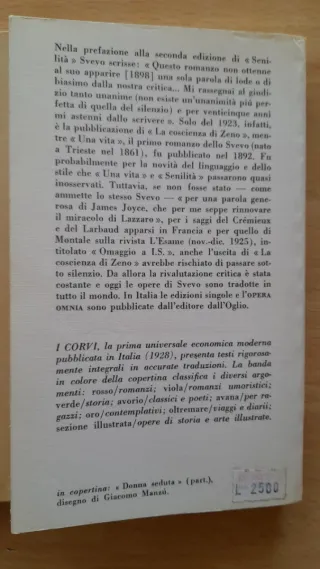 Nella prefazione alla seconda edizione di « Seni-
lità » Svevo scrisse: « Questo romanzo non ottenne
al suo apparire [1898] una sola parola di lode o di
biasimo dalla nostra critica... Mi rassegnai al giudi-
zio tanto unanime (non esiste un'unanimità più per-
fetta di quella del silenzio) e per venticinque anni
mi astenni dallo scrivere ». Solo del 1923, infatti,
è la pubblicazione di « La coscienza di Zeno », men-
tre « Una vita », il primo romanzo dello Svevo (nato
a Trieste nel 1861), fu pubblicato nel 1892. Fu
probabilmente per la novità del linguaggio e dello
stile che « Una vita » e « Senilità » passarono quasi
inosservati. Tuttavia, se non fosse stato — come
ammette lo stesso Svevo — « per una parola gene-
rosa di James Joyce, che per me seppe rinnovare
il miracolo di Lazzaro », per i saggi del Crémieux
e del Larbaud apparsi in Francia e per quello di
Montale sulla rivista L'Esame (nov.-dic. 1925), in-
titolato « Omaggio a I.S. », anche l'uscita di « La
coscienza di Zeno » avrebbe rischiato di passare sot-
to silenzio. Da allora la rivalutazione critica è stata
costante e oggi le opere di Svevo sono tradotte in
tutto il mondo. In Italia le edizioni singole e l'OPERA
OMNIA sono pubblicate dall'editore dall'Oglio.
I CORVI, la prima universale economica moderna
pubblicata in Italia (1928), presenta testi rigorosa-
mente integrali in accurate traduzioni. La banda
in colore della copertina classifica i diversi argo-
menti: rosso/romanzi; viola/romanzi umoristici;
verde/storia; avorio/classici e poeti; avana/per ra-
gazzi; oro/contemplativi; oltremare/viaggi e diarii;
sezione illustrata/opere di storia e arte illustrate.
in copertina: « Donna seduta » (part.),
disegno di Giacomo Manzù.
L 2500